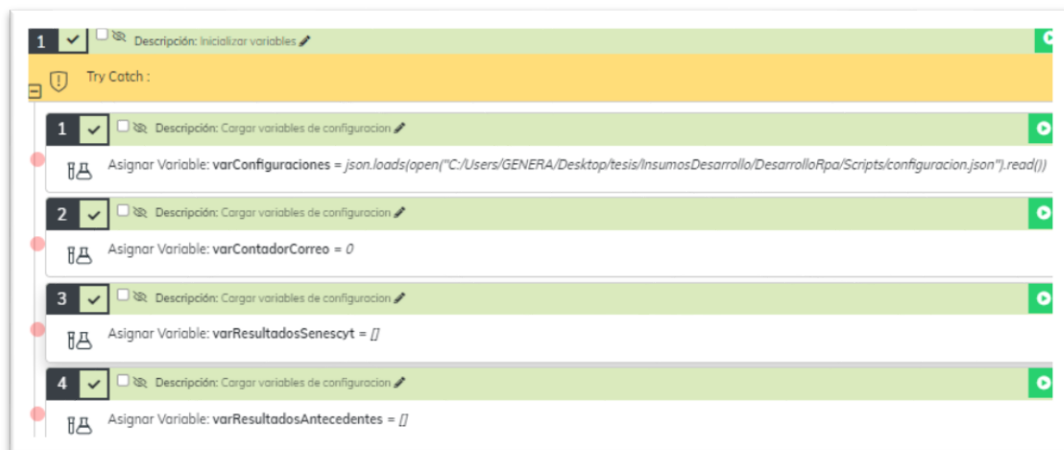 1 Descripción: Inicializar variables
Try Catch :
1 Descripción: Cargar variables de configuracion
Asignar Variable: varConfiguraciones = json.loads(open("C:/Users/GENERA/Desktop/tesis/InsumosDesarrollo/DesarrolloRpa/Scripts/configuracion.json").read())
2 Descripción: Cargar variables de configuracion
Asignar Variable: varContadorCorreo = 0
3 Descripción: Cargar variables de configuracion
Asignar Variable: varResultadosSenescyt = []
4 Descripción: Cargar variables de configuracion
Asignar Variable: varResultadosAntecedentes = []